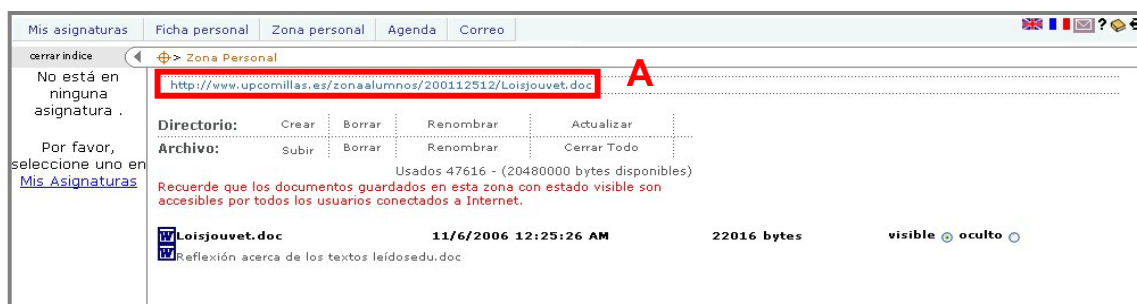 Mis asignaturas Ficha personal Zona personal Agenda Correo ?
cerrar indice > Zona Personal
No está en ninguna asignatura .
Por favor, seleccione uno en Mis Asignaturas
http://www.upcomillas.es/zonaalumnos/200112512/Loisjouvet.doc A
Directorio: Crear Borrar Renombrar Actualizar
Archivo: Subir Borrar Renombrar Cerrar Todo
Usados 47616 - (20480000 bytes disponibles)
Recuerde que los documentos guardados en esta zona con estado visible son
accesibles por todos los usuarios conectados a Internet.
Loisjouvet.doc 11/6/2006 12:25:26 AM 22016 bytes visible oculto
Reflexión acerca de los textos leídosedu.doc